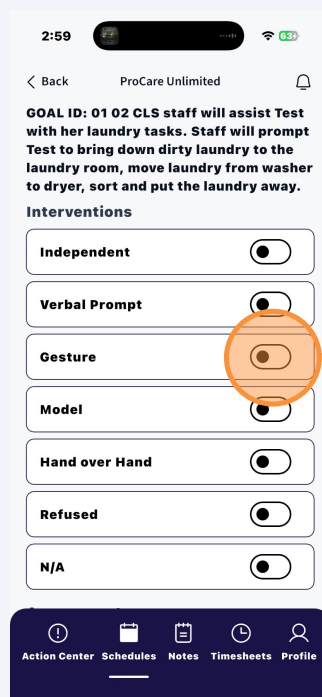 2:59
63
Back
ProCare Unlimited
GOAL ID: 01 02 CLS staff will assist Test
with her laundry tasks. Staff will prompt
Test to bring down dirty laundry to the
laundry room, move laundry from washer
to dryer, sort and put the laundry away.
Interventions
Independent
Verbal Prompt
Gesture
Model
Hand over Hand
Refused
N/A
Action Center Schedules Notes Timesheets Profile